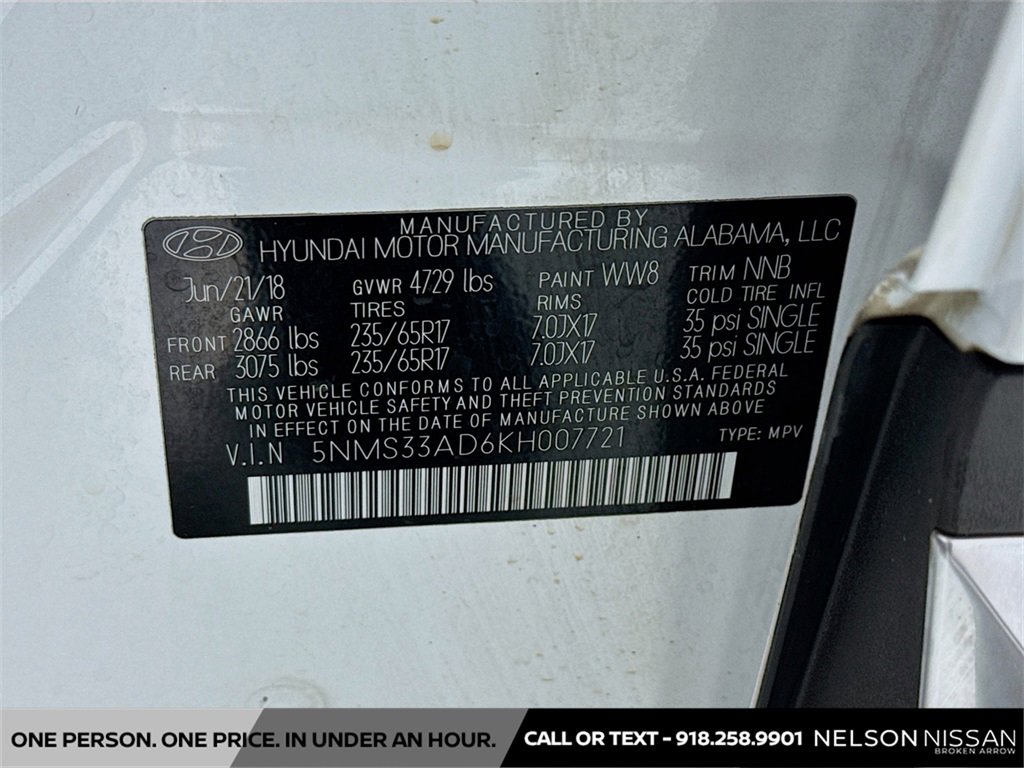 MANUFACTURED BY
HYUNDAI MOTOR MANUFACTURING ALABAMA, LLC
Jun/21/18 GVWR 4729 lbs PAINT WW8 TRIM NNB
GAWR TIRES RIMS COLD TIRE INFL
FRONT 2866 lbs 235/65R17 7.0JX17 35 psi SINGLE
REAR 3075 lbs 235/65R17 7.0JX17 35 psi SINGLE
THIS VEHICLE CONFORMS TO ALL APPLICABLE U.S.A. FEDERAL
MOTOR VEHICLE SAFETY AND THEFT PREVENTION STANDARDS
IN EFFECT ON THE DATE OF MANUFACTURE SHOWN ABOVE
V.I.N 5NMS33AD6KH007721 TYPE: MPV
ONE PERSON. ONE PRICE. IN UNDER AN HOUR. CALL OR TEXT - 918.258.9901 NELSON NISSAN
BROKEN ARROW